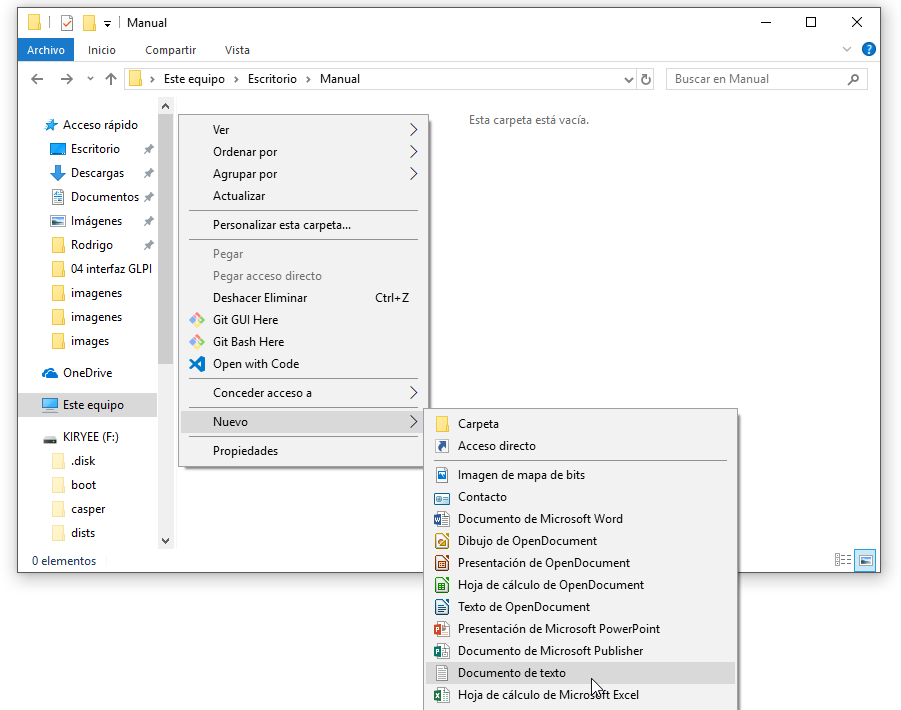 Manual
Archivo Inicio Compartir Vista
Este equipo Escritorio Manual
Buscar en Manual
Acceso rápido
Escritorio
Descargas
Documentos
Imágenes
Rodrigo
04 interfaz GLPI
imagenes
imagenes
images
OneDrive
Este equipo
KIRYEE (F:)
.disk
boot
casper
dists
0 elementos
Esta carpeta está vacía.
Ver
Ordenar por
Agrupar por
Actualizar
Personalizar esta carpeta...
Pegar
Pegar acceso directo
Deshacer Eliminar Ctrl+Z
Git GUI Here
Git Bash Here
Open with Code
Conceder acceso a
Nuevo
Propiedades
Carpeta
Acceso directo
Imagen de mapa de bits
Contacto
Documento de Microsoft Word
Dibujo de OpenDocument
Presentación de OpenDocument
Hoja de cálculo de OpenDocument
Texto de OpenDocument
Presentación de Microsoft PowerPoint
Documento de Microsoft Publisher
Documento de texto
Hoja de cálculo de Microsoft Excel